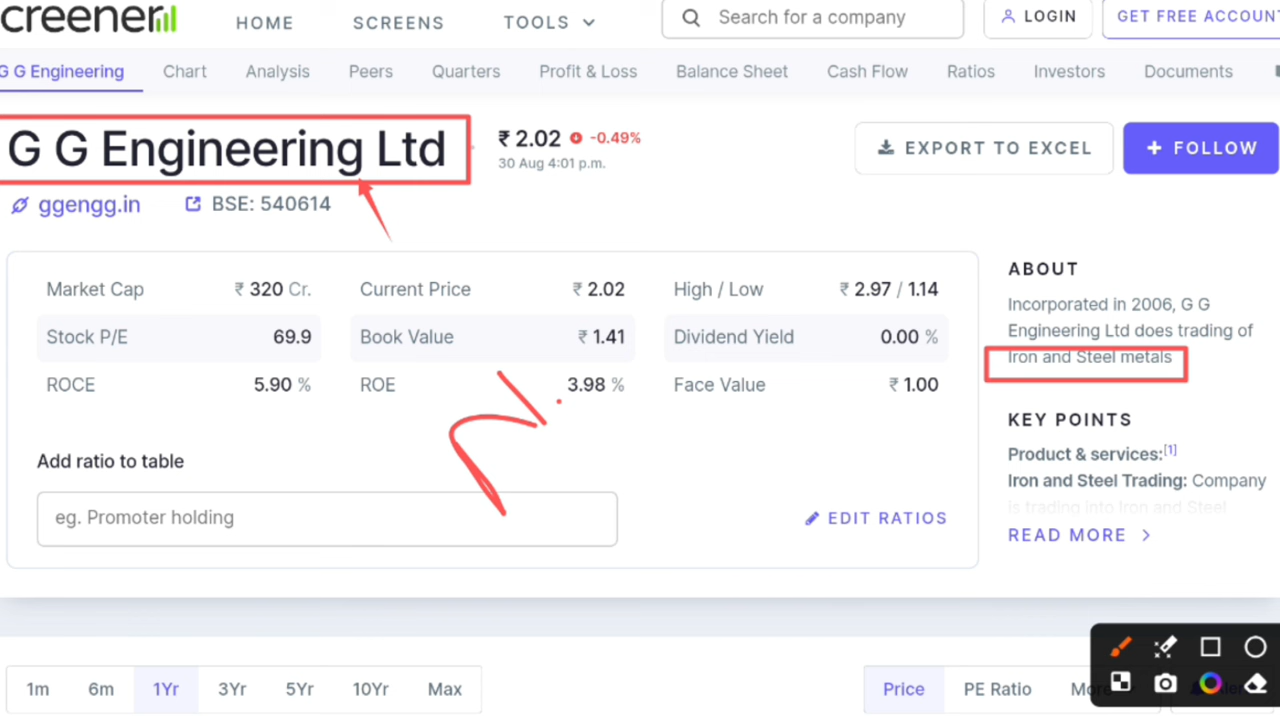 creener
HOME SCREENS TOOLS
Search for a company
LOGIN
GET FREE ACCOUNT
G G Engineering Chart Analysis Peers Quarters Profit & Loss Balance Sheet Cash Flow Ratios Investors Documents
G G Engineering Ltd
₹ 2.02 -0.49%
30 Aug 4:01 p.m.
EXPORT TO EXCEL
+ FOLLOW
ggengg.in BSE: 540614
Market Cap ₹ 320 Cr. Current Price ₹ 2.02 High / Low ₹ 2.97 / 1.14
Stock P/E 69.9 Book Value ₹ 1.41 Dividend Yield 0.00 %
ROCE 5.90 % ROE 3.98 % Face Value ₹ 1.00
Add ratio to table
eg. Promoter holding
EDIT RATIOS
ABOUT
Incorporated in 2006, G G
Engineering Ltd does trading of
Iron and Steel metals
KEY POINTS
Product & services:[1]
Iron and Steel Trading: Company
is trading into Iron and Steel
READ MORE
1m 6m 1Yr 3Yr 5Yr 10Yr Max
Price PE Ratio